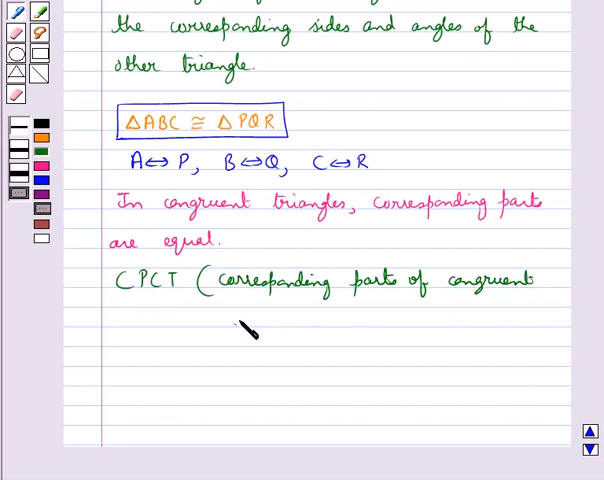 the corresponding sides and angles of the
other triangle.
△ABC ≅ △PQR
A↔P, B↔Q, C↔R
In congruent triangles, corresponding parts
are equal.
CPCT (corresponding parts of congruent